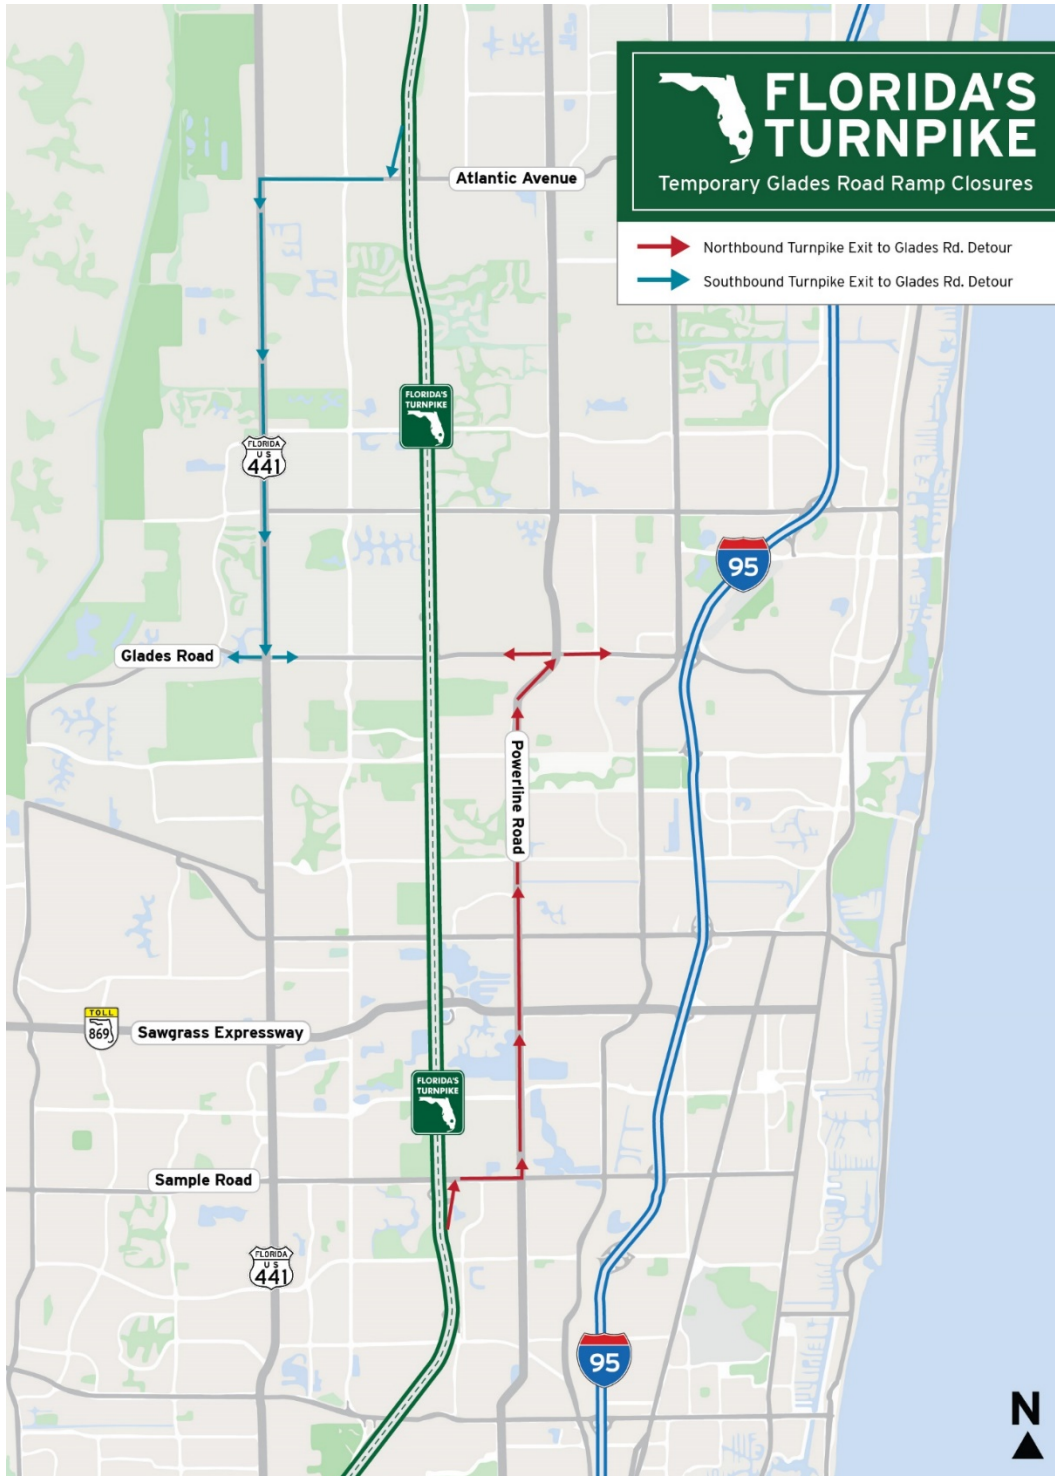 FLORIDA'S
TURNPIKE
Temporary Glades Road Ramp Closures
Northbound Turnpike Exit to Glades Rd. Detour
Southbound Turnpike Exit to Glades Rd. Detour
Atlantic Avenue
FLORIDA'S
TURNPIKE
FLORIDA
US
441
95
Glades Road
Powerline Road
TOLL
869
Sawgrass Expressway
FLORIDA'S
TURNPIKE
Sample Road
FLORIDA
US
441
95
N